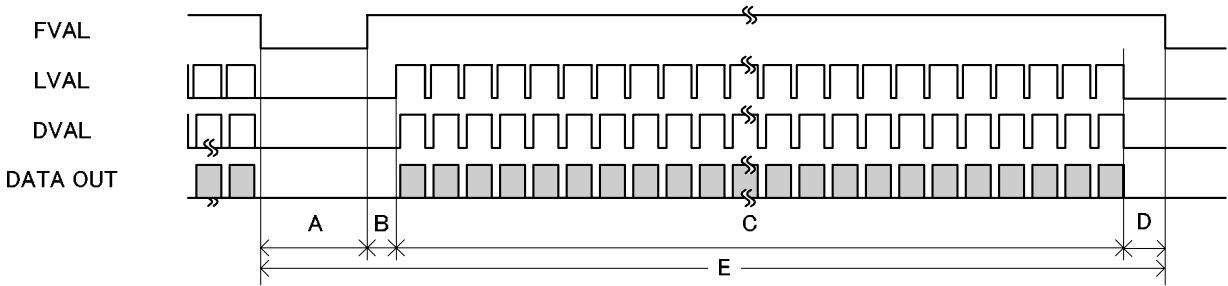 FVAL
LVAL
DVAL
DATA OUT
A B C D
E